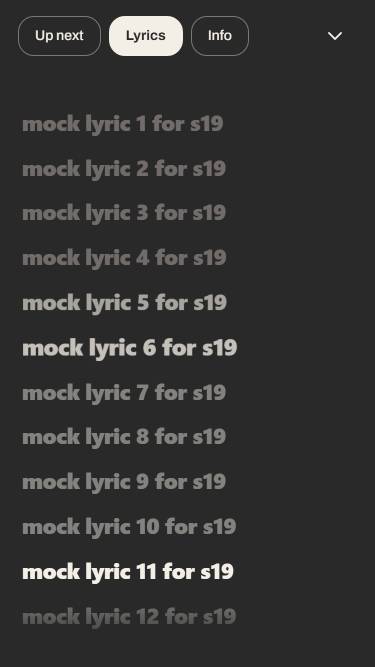 Up next Lyrics Info
mock lyric 1 for s19
mock lyric 2 for s19
mock lyric 3 for s19
mock lyric 4 for s19
mock lyric 5 for s19
mock lyric 6 for s19
mock lyric 7 for s19
mock lyric 8 for s19
mock lyric 9 for s19
mock lyric 10 for s19
mock lyric 11 for s19
mock lyric 12 for s19